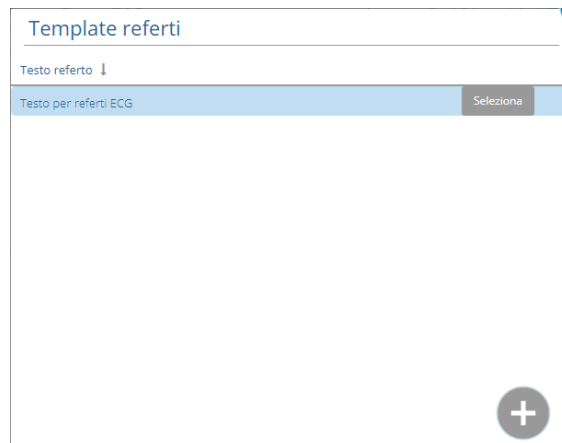 Template referti
Testo referto
Testo per referti ECG
Seleziona